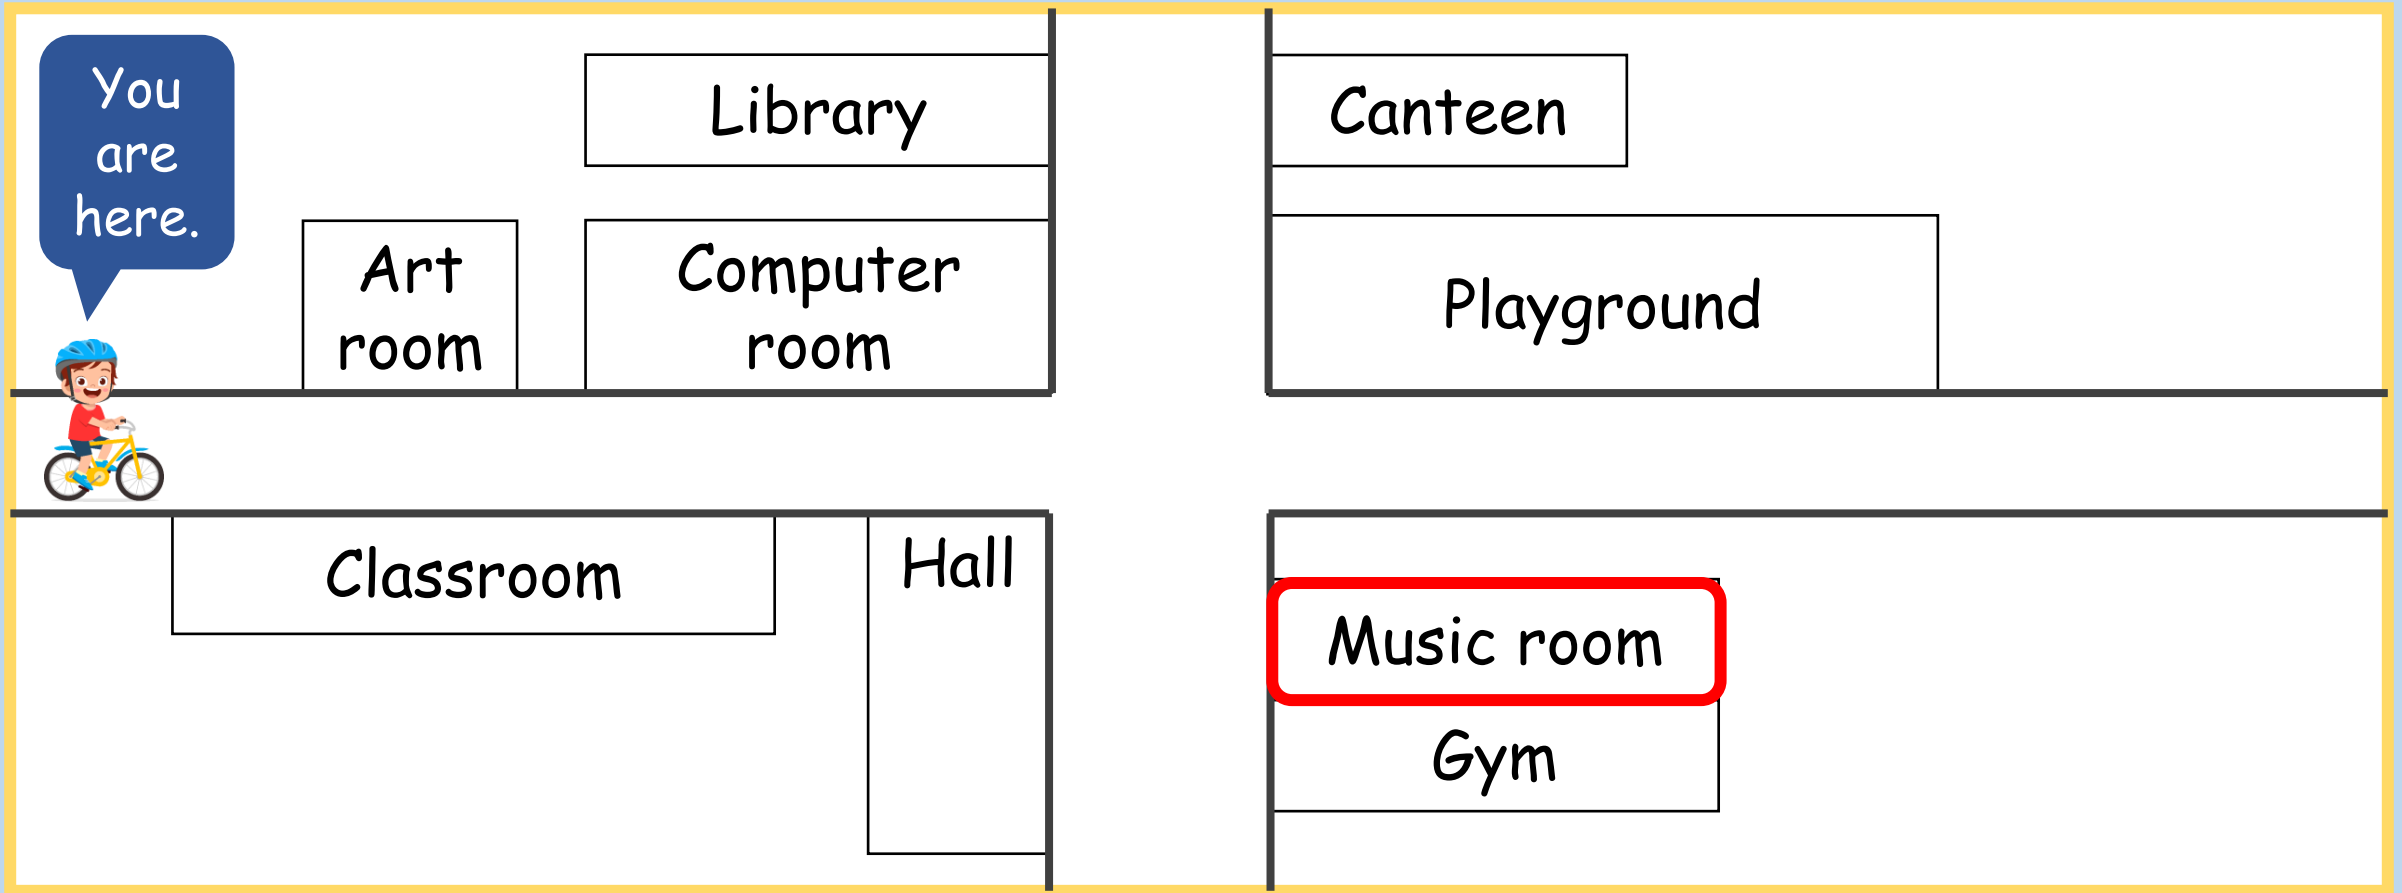 You
are
here.
Library
Canteen
Art
room
Computer
room
Playground
Classroom
Hall
Music room
Gym